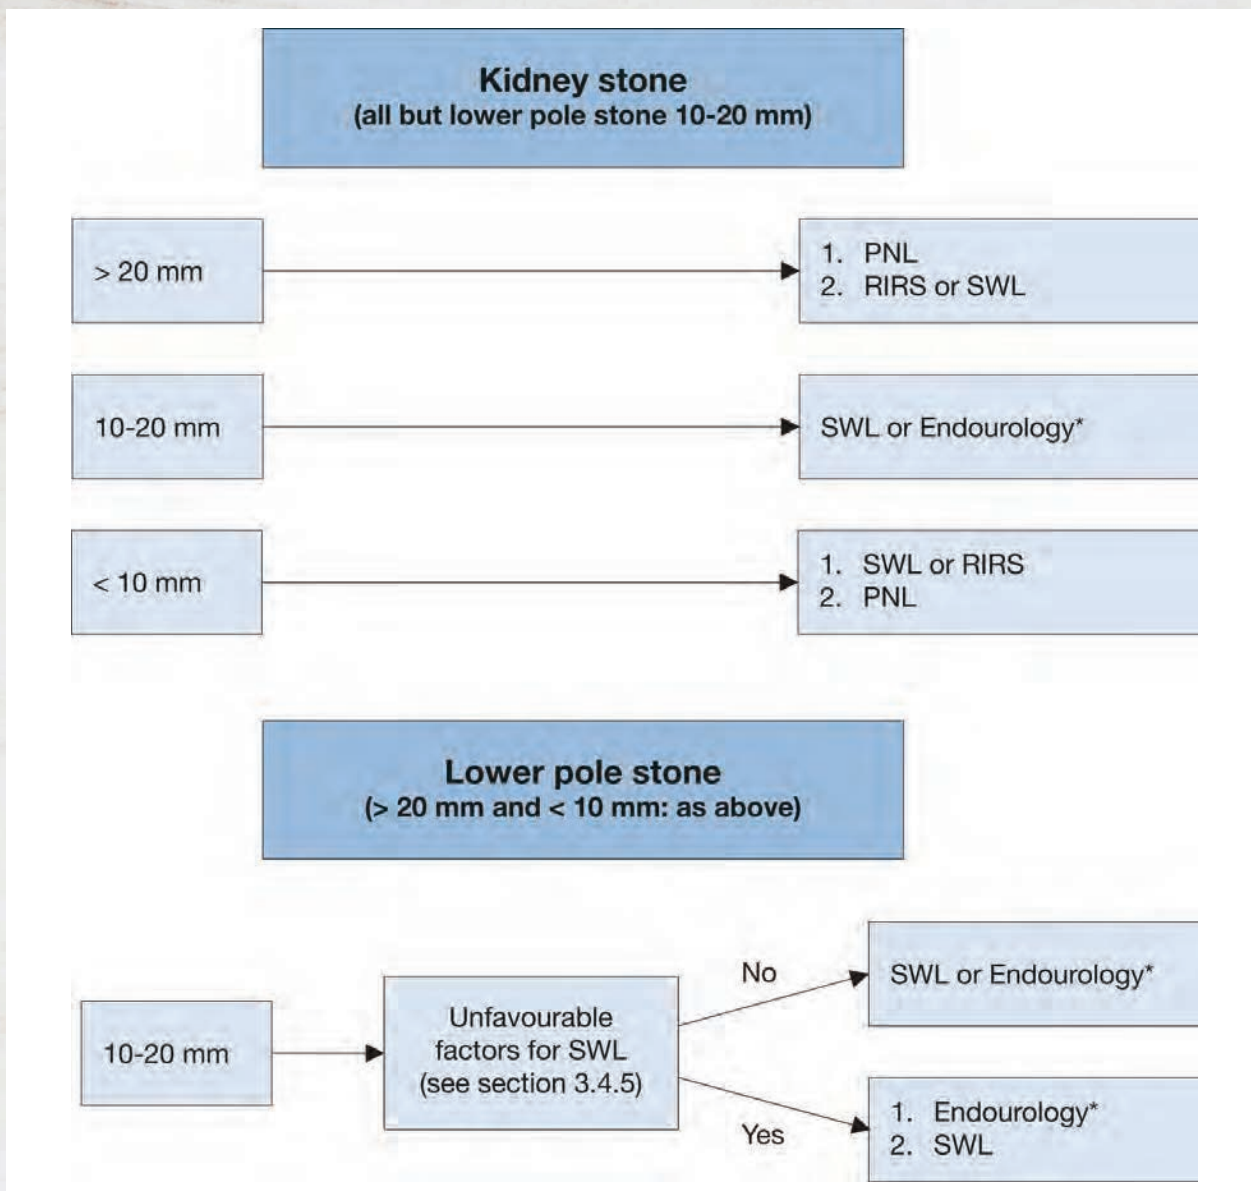 Kidney stone
(all but lower pole stone 10-20 mm)
> 20 mm
1. PNL
2. RIRS or SWL
10-20 mm
SWL or Endourology*
< 10 mm
1. SWL or RIRS
2. PNL
Lower pole stone
(> 20 mm and < 10 mm: as above)
10-20 mm
Unfavourable
factors for SWL
(see section 3.4.5)
No
SWL or Endourology*
Yes
1. Endourology*
2. SWL